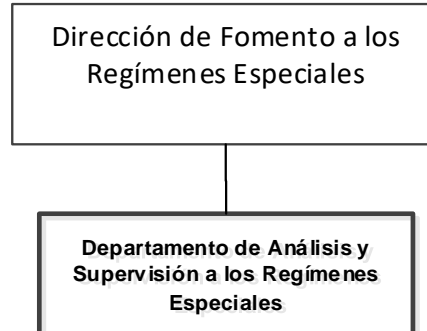 Dirección de Fomento a los
Regímenes Especiales
Departamento de Análisis y
Supervisión a los Regímenes
Especiales